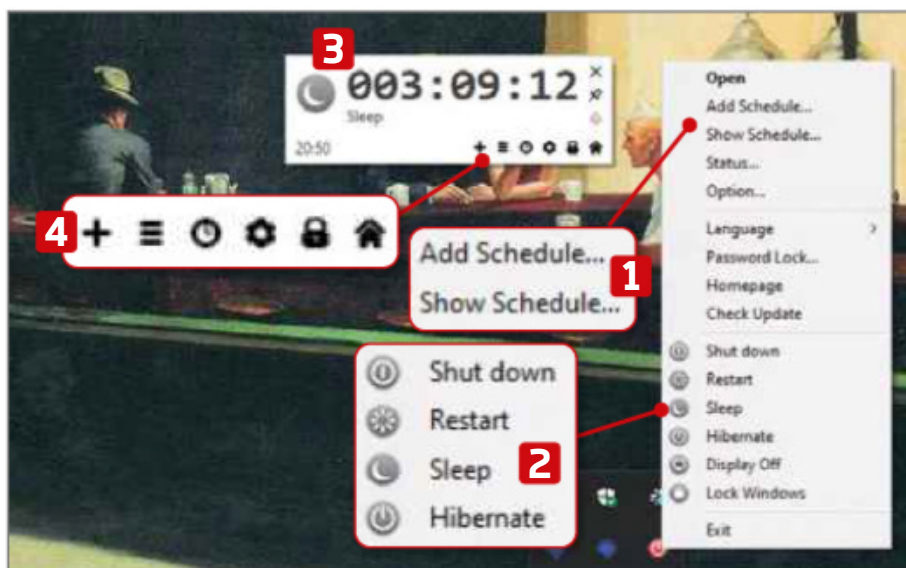 3
003:09:12
Sleep
20:50
4
Add Schedule...
Show Schedule...
1
Shut down
Restart
Sleep
Hibernate
2
Open
Add Schedule...
Show Schedule...
Status...
Option...
Language
Password Lock...
Homepage
Check Update
Shut down
Restart
Sleep
Hibernate
Display Off
Lock Windows
Exit